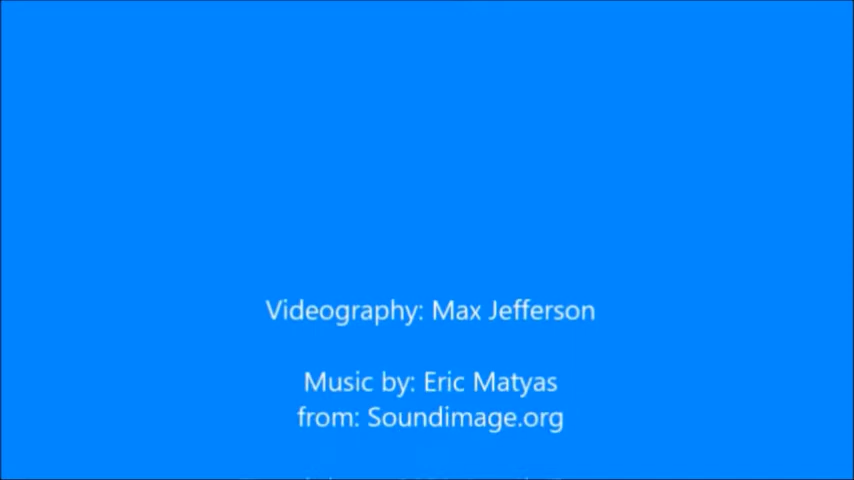 Videography: Max Jefferson
Music by: Eric Matyas
from: Soundimage.org